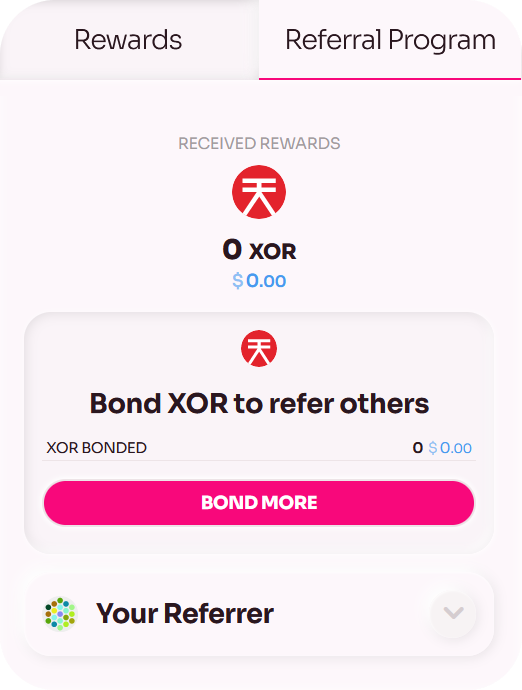 Rewards
Referral Program
RECEIVED REWARDS
0 XOR
$0.00
Bond XOR to refer others
XOR BONDED 0 $0.00
BOND MORE
Your Referrer